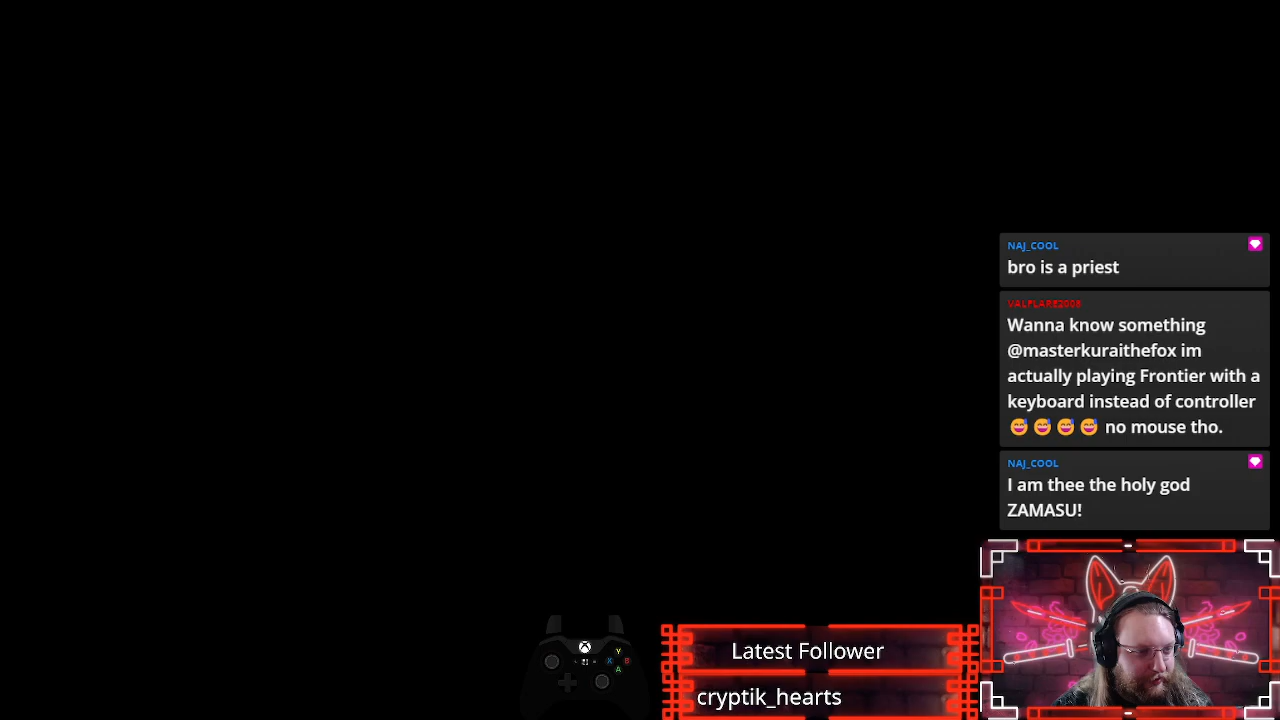 NAJ_COOL
bro is a priest
VALFLARE2008
Wanna know something
@masterkuraithefox im
actually playing Frontier with a
keyboard instead of controller
😅 😅 😅 😅 no mouse tho.
NAJ_COOL
I am thee the holy god
ZAMASU!
Y
X B
A
Latest Follower
cryptik_hearts